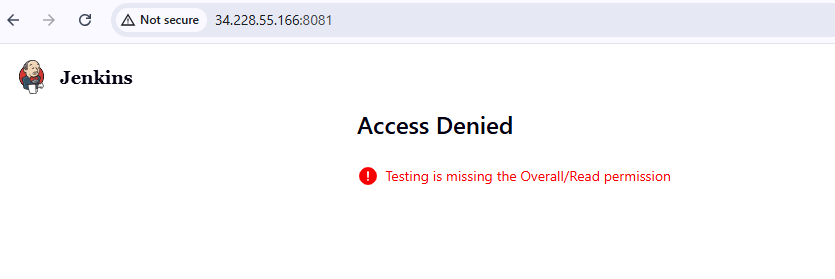 Not secure 34.228.55.166:8081
Jenkins
Access Denied
Testing is missing the Overall/Read permission